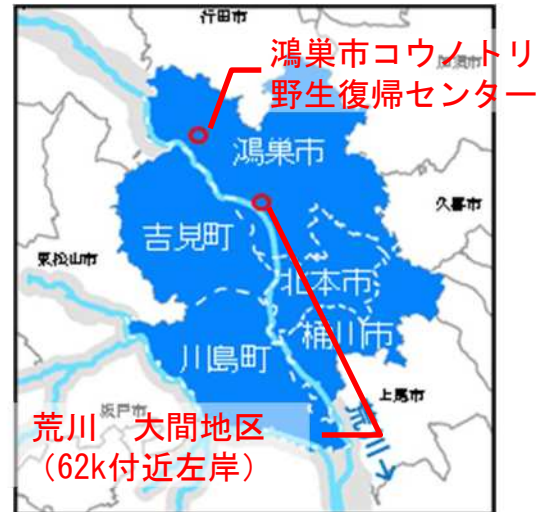 行田市
鴻巣市コウノトリ
野生復帰センター
加須市
鴻巣市
久喜市
吉見町
東松山市
北本市
桶川市
川島町
上尾市
坂戸市
荒川 大間地区
（62k付近左岸）
荒川